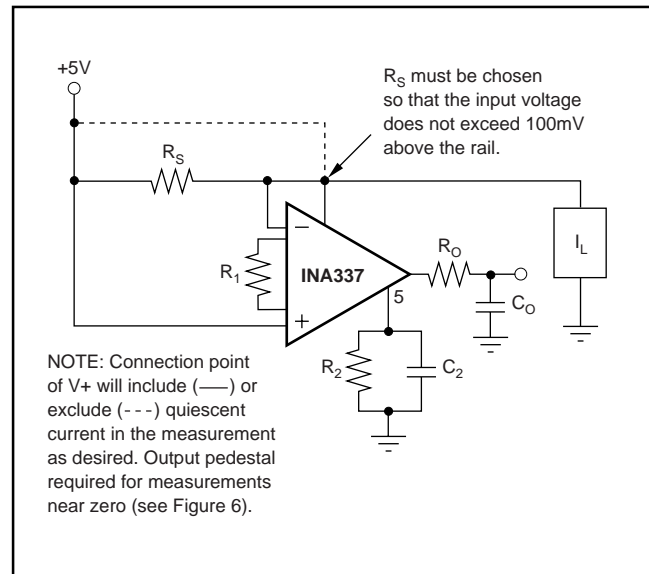 +5V
R_S must be chosen
so that the input voltage
does not exceed 100mV
above the rail.
R_S
−
R_1
INA337
+
5
R_O
C_O
I_L
R_2
C_2
NOTE: Connection point
of V+ will include (——) or
exclude (- - -) quiescent
current in the measurement
as desired. Output pedestal
required for measurements
near zero (see Figure 6).